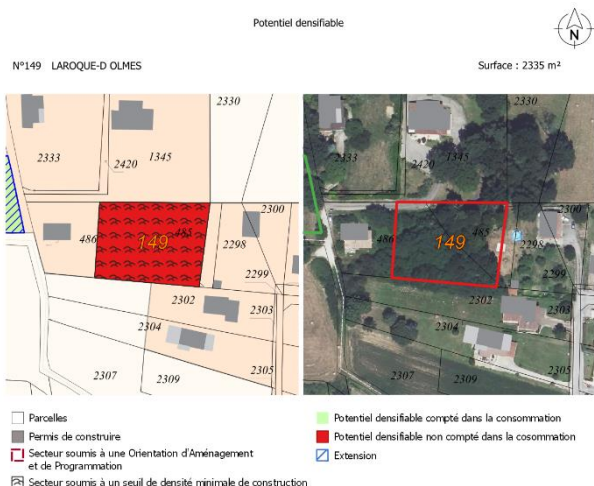 Potentiel densifiable
N
N°149 LAROQUE-D OLMES
Surface : 2335 m²
2330
2333
2420
1345
486
149
485
2298
2300
2299
2302
2303
2304
2307
2309
2305
2330
2333
2420
1345
486
149
485
2298
2300
2299
2302
2303
2304
2307
2309
2305
Parcelles
Permis de construire
Secteur soumis à une Orientation d'Aménagement
et de Programmation
Secteur soumis à un seuil de densité minimale de construction
Potentiel densifiable compté dans la consommation
Potentiel densifiable non compté dans la cosommation
Extension